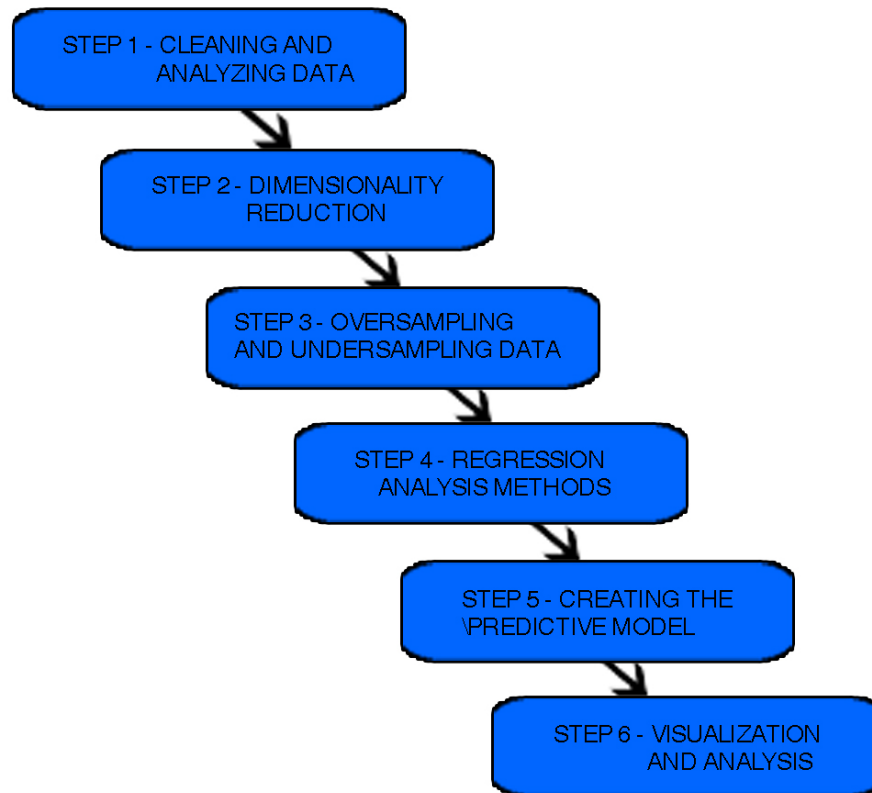 STEP 1 - CLEANING AND
ANALYZING DATA
STEP 2 - DIMENSIONALITY
REDUCTION
STEP 3 - OVERSAMPLING
AND UNDERSAMPLING DATA
STEP 4 - REGRESSION
ANALYSIS METHODS
STEP 5 - CREATING THE
\PREDICTIVE MODEL
STEP 6 - VISUALIZATION
AND ANALYSIS